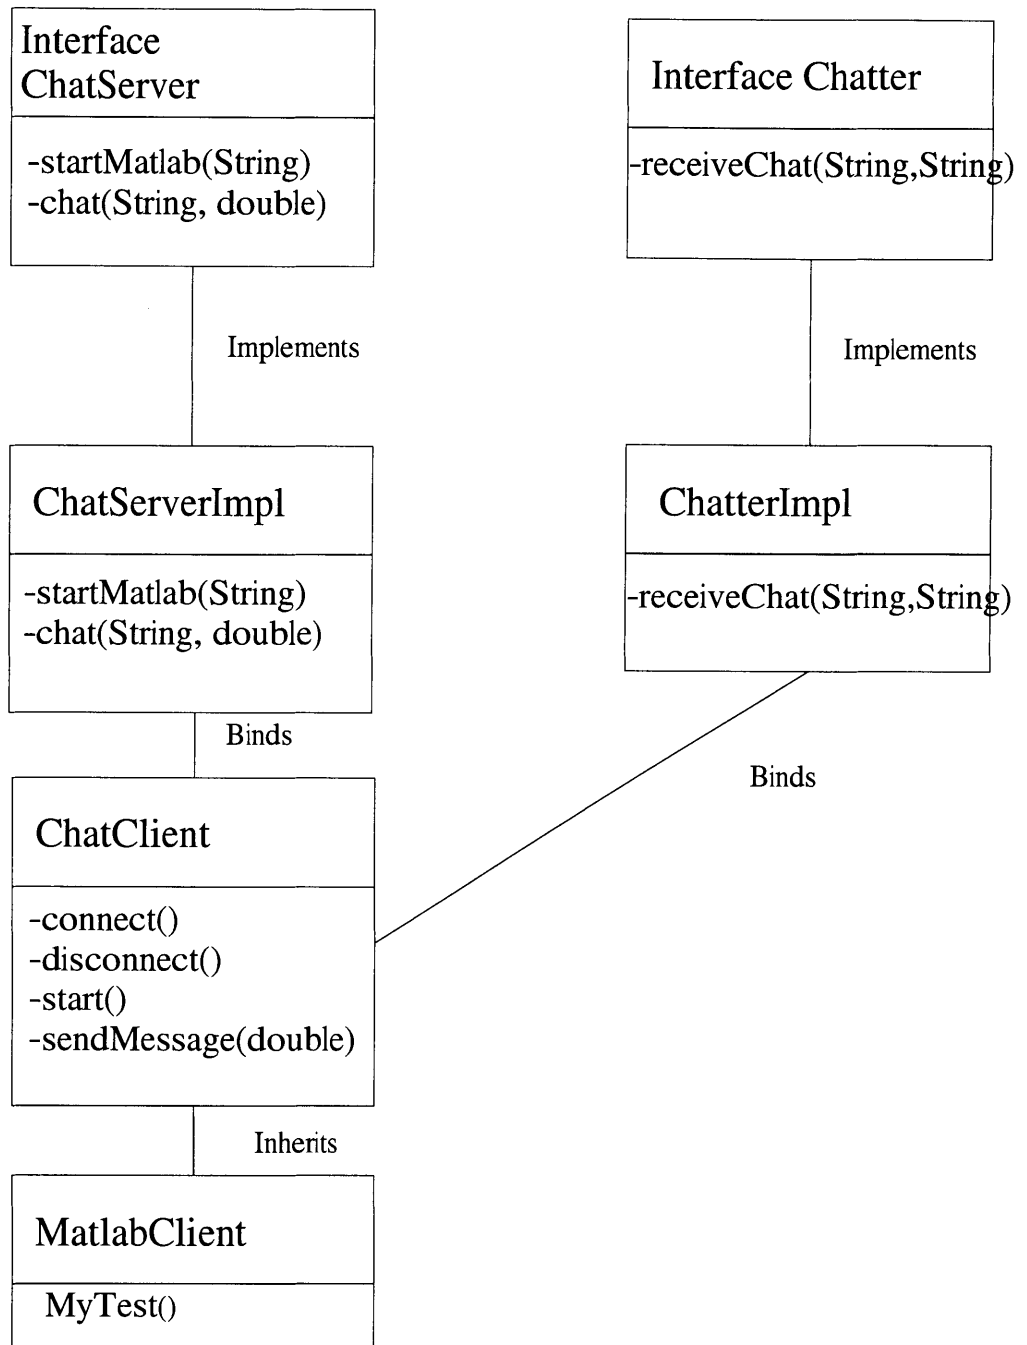 Interface
ChatServer
-startMatlab(String)
-chat(String, double)
Interface Chatter
-receiveChat(String,String)
Implements
Implements
ChatServerImpl
-startMatlab(String)
-chat(String, double)
ChatterImpl
-receiveChat(String,String)
Binds
Binds
ChatClient
-connect()
-disconnect()
-start()
-sendMessage(double)
Inherits
MatlabClient
MyTest()